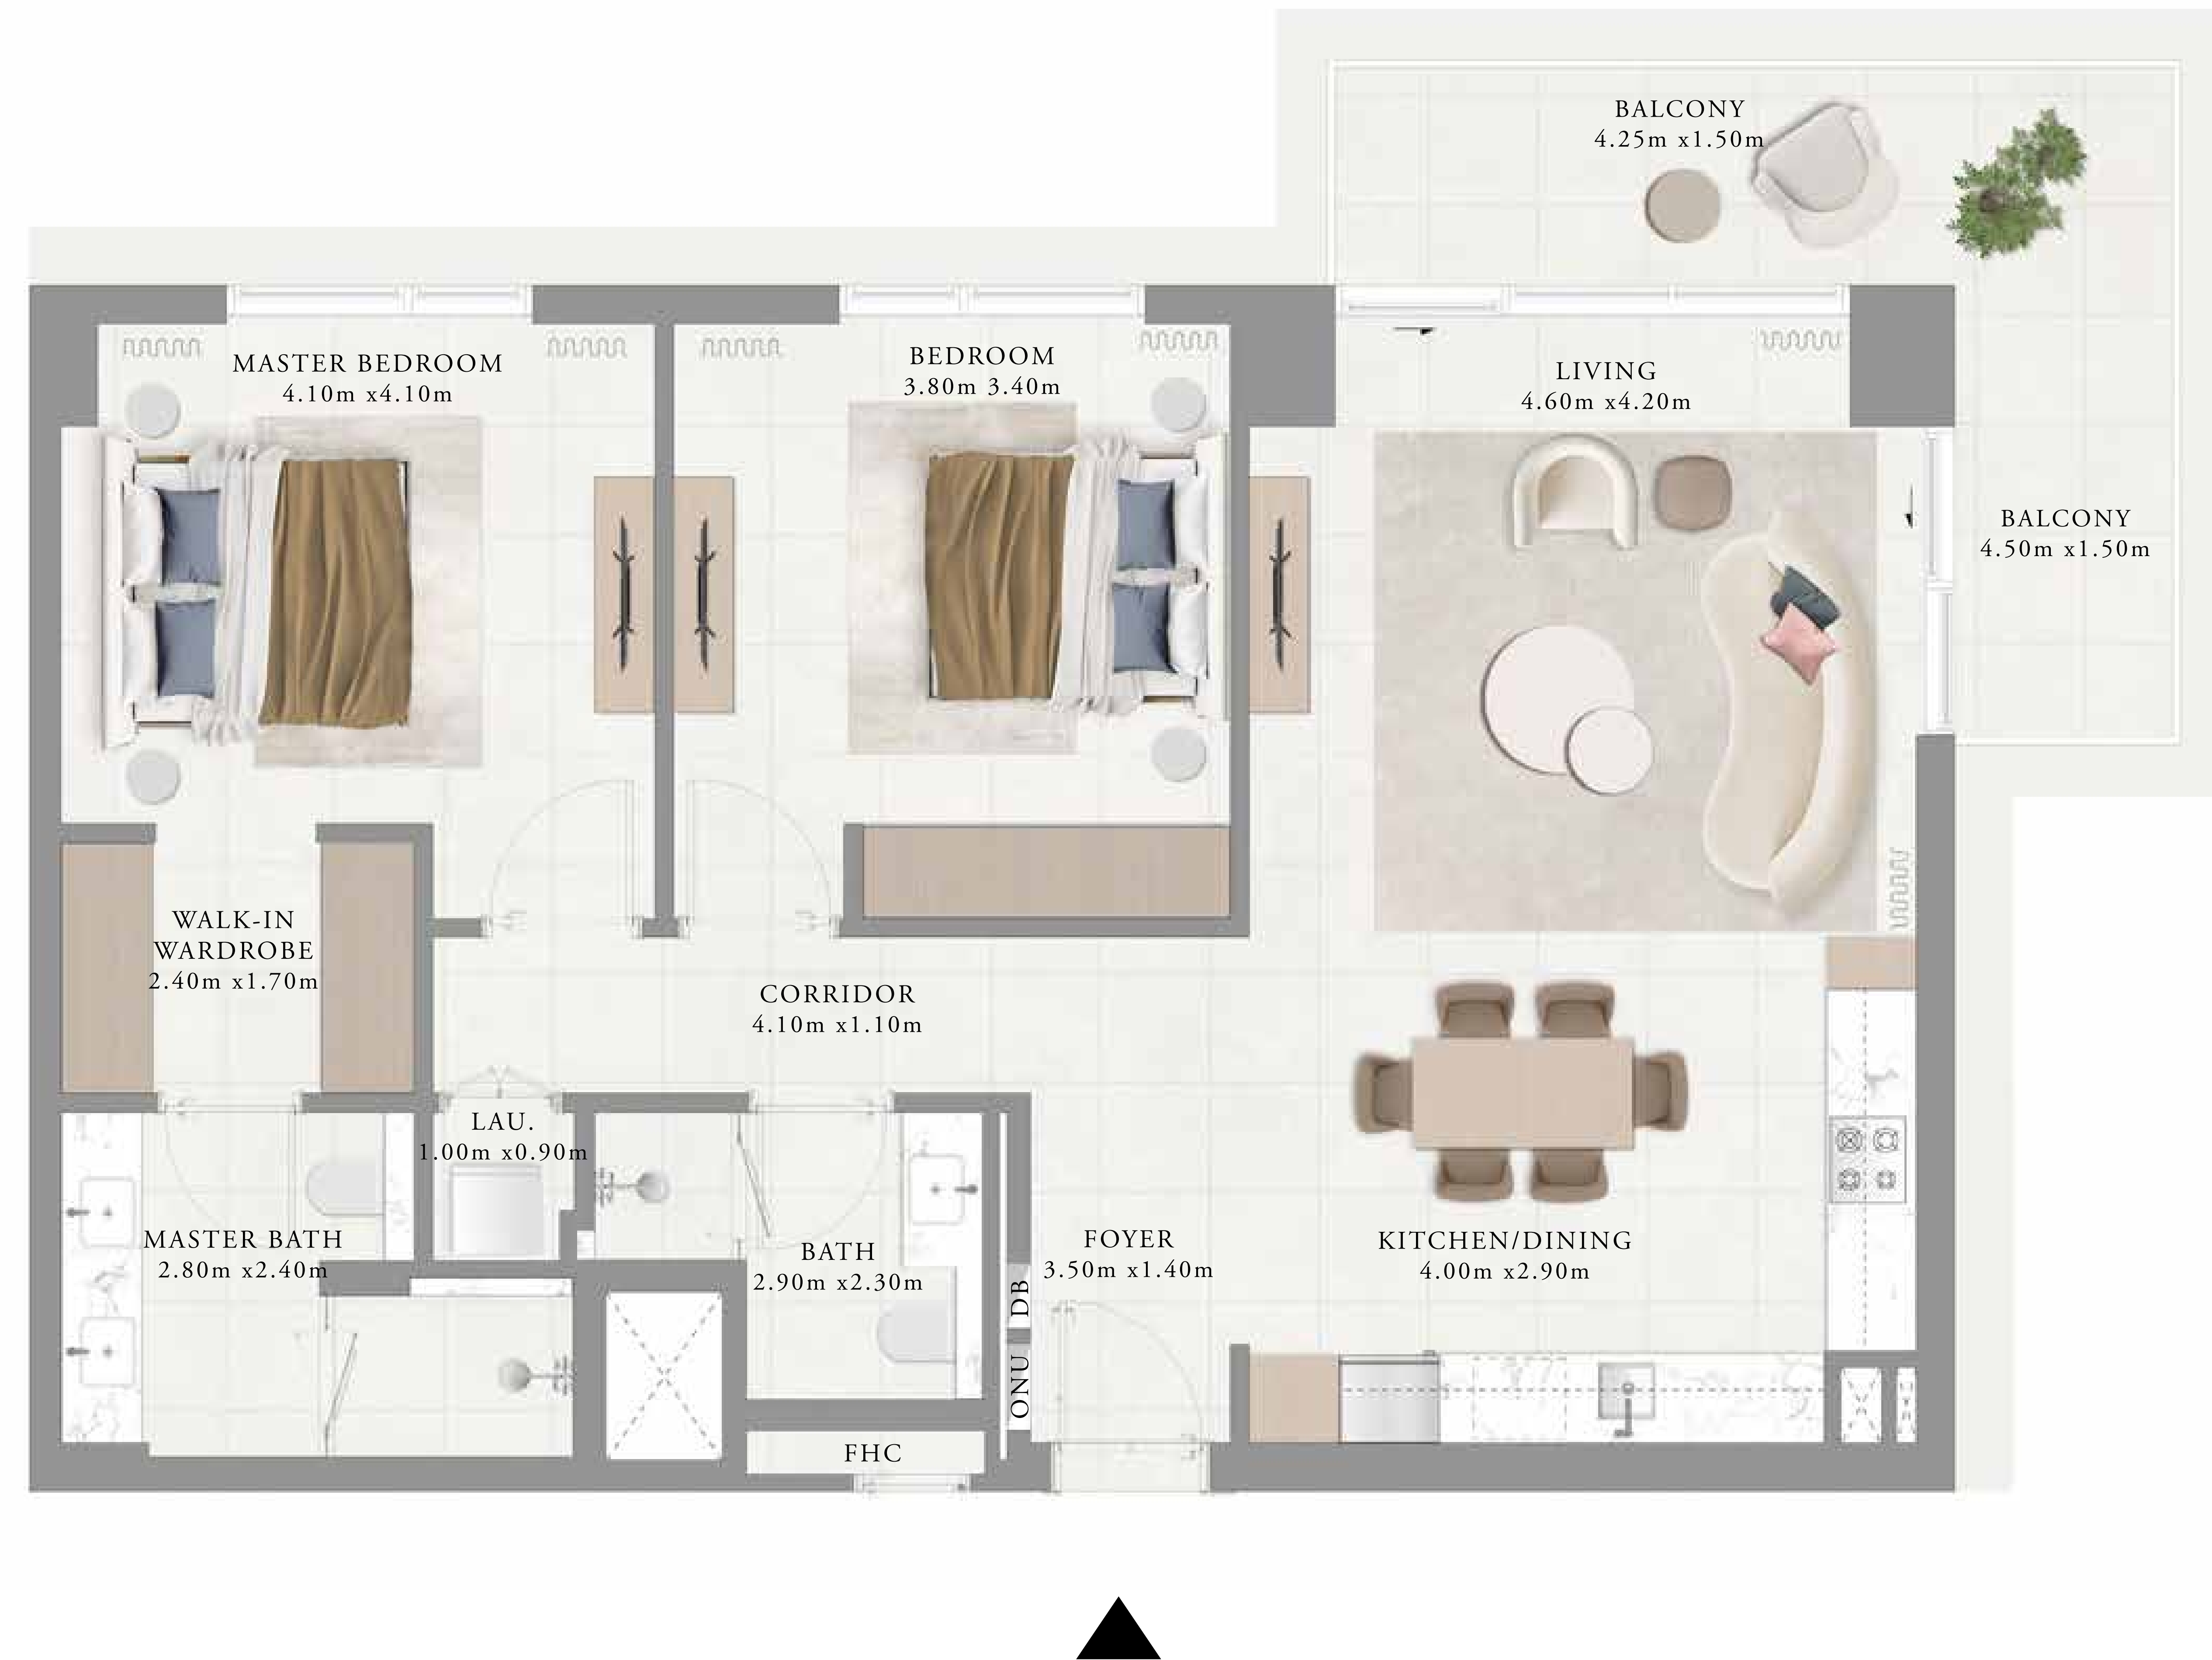 BALCONY
4.25m x1.50m
MASTER BEDROOM
4.10m x4.10m
BEDROOM
3.80m 3.40m
LIVING
4.60m x4.20m
BALCONY
4.50m x1.50m
WALK-IN
WARDROBE
2.40m x1.70m
CORRIDOR
4.10m x1.10m
LAU.
1.00m x0.90m
MASTER BATH
2.80m x2.40m
BATH
2.90m x2.30m
FOYER
3.50m x1.40m
KITCHEN/DINING
4.00m x2.90m
DB
ONU
FHC